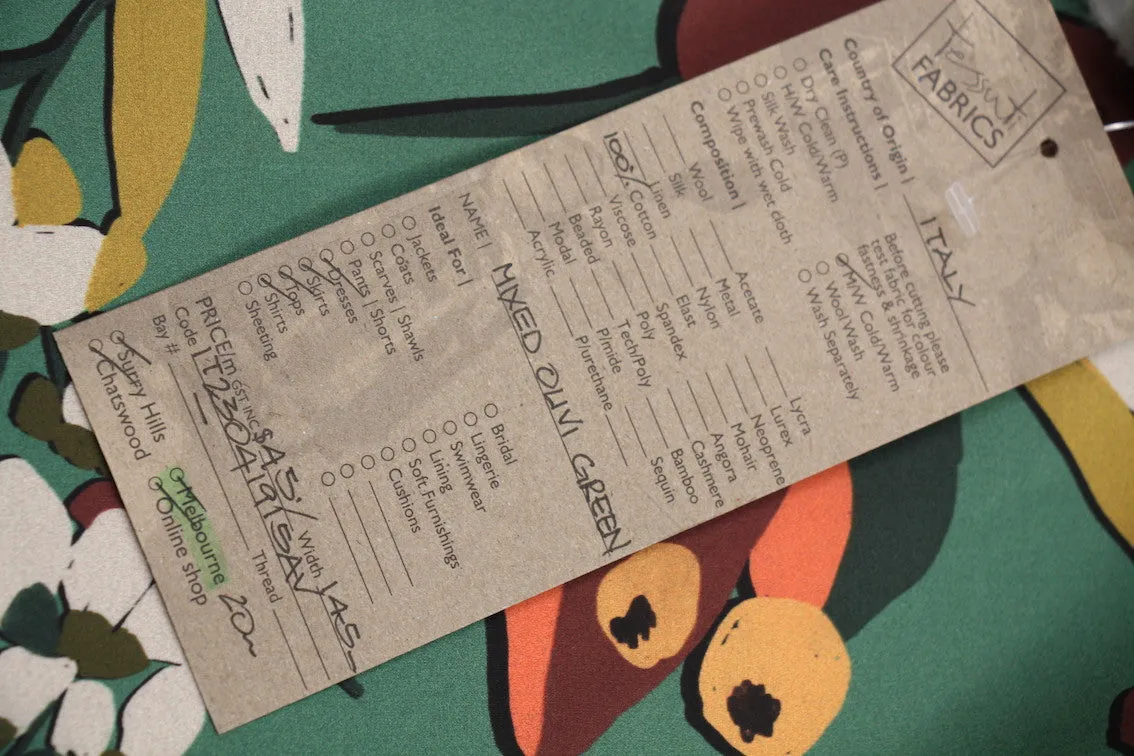 Tessuti
FABRICS
Country of Origin | ITALY
Care Instructions |
Dry Clean (P)
H/W Cold/Warm
Silk Wash
Prewash Cold
Wipe with wet cloth
Before cutting please
test fabric for colour
fastness & shrinkage
M/W Cold/Warm
Wool Wash
Wash Separately
Composition |
Wool
Silk
Linen
100% Cotton
Viscose
Rayon
Beaded
Modal
Acrylic
Acetate
Metal
Nylon
Elast
Spandex
Poly
Tech/Poly
P/mide
P/urethane
Lycra
Lurex
Neoprene
Mohair
Angora
Cashmere
Bamboo
Sequin
NAME | MIXED OLIVI GREEN
Ideal For |
Jackets
Coats
Scarves | Shawls
Pants | Shorts
Dresses
Skirts
Tops
Shirts
Sheeting
Bridal
Lingerie
Swimwear
Lining
Soft Furnishings
Cushions
PRICE/m GST INC $45/ Width 145
Code LT2304191SAV
Bay # Thread
Surry Hills Melbourne 20m
Chatswood Online shop